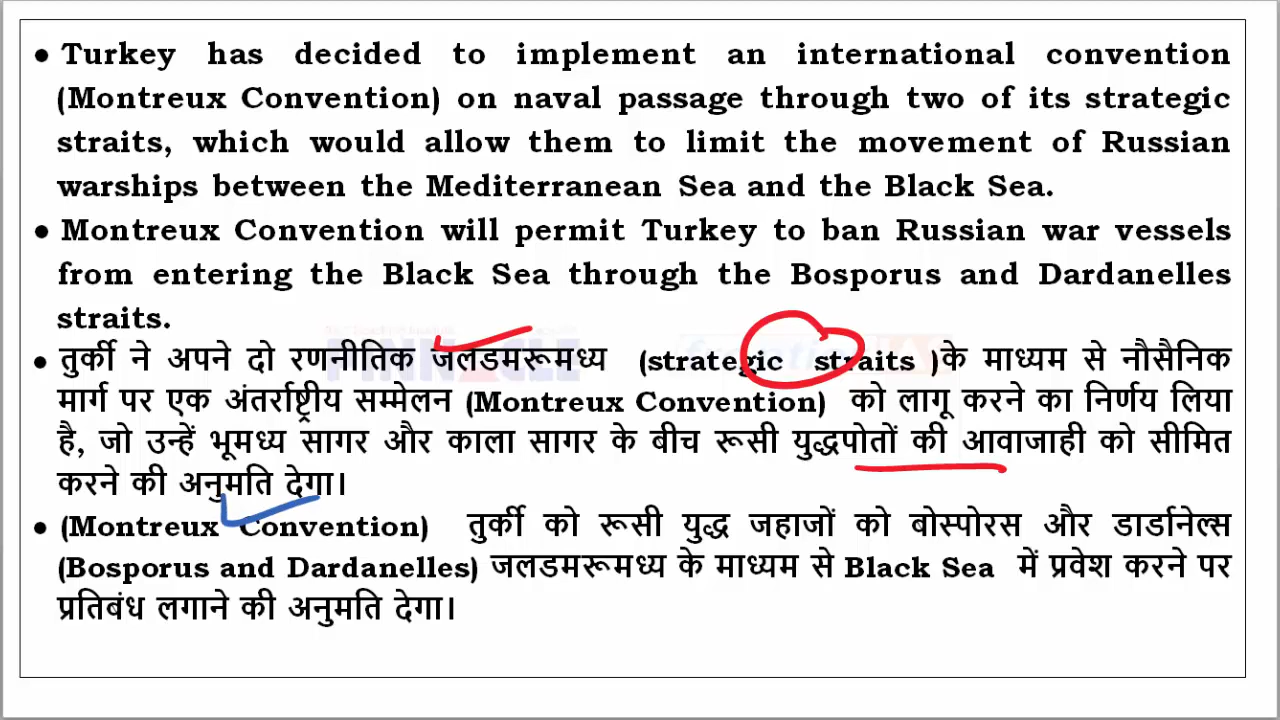 • Turkey has decided to implement an international convention
(Montreux Convention) on naval passage through two of its strategic
straits, which would allow them to limit the movement of Russian
warships between the Mediterranean Sea and the Black Sea.
• Montreux Convention will permit Turkey to ban Russian war vessels
from entering the Black Sea through the Bosporus and Dardanelles
straits.
• तुर्की ने अपने दो रणनीतिक जलडमरूमध्य (strategic straits )के माध्यम से नौसैनिक
मार्ग पर एक अंतर्राष्ट्रीय सम्मेलन (Montreux Convention) को लागू करने का निर्णय लिया
है, जो उन्हें भूमध्य सागर और काला सागर के बीच रूसी युद्धपोतों की आवाजाही को सीमित
करने की अनुमति देगा।
• (Montreux Convention) तुर्की को रूसी युद्ध जहाजों को बोस्पोरस और डार्डानेल्स
(Bosporus and Dardanelles) जलडमरूमध्य के माध्यम से Black Sea में प्रवेश करने पर
प्रतिबंध लगाने की अनुमति देगा।